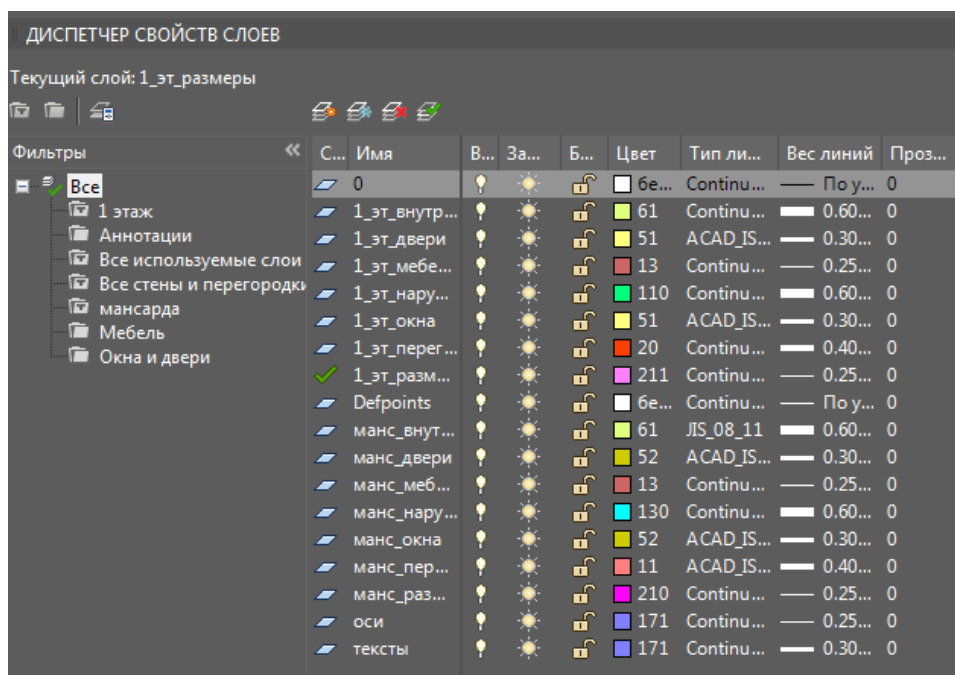 ДИСПЕТЧЕР СВОЙСТВ СЛОЕВ
Текущий слой: 1_эт_размеры
Фильтры
Все
1 этаж
Аннотации
Все используемые слои
Все стены и перегородки
мансарда
Мебель
Окна и двери
С... Имя В... За... Б... Цвет Тип ли... Вес линий Проз...
0 бе... Continu... По у... 0
1_эт_внутр... 61 Continu... 0.60... 0
1_эт_двери 51 ACAD_IS... 0.30... 0
1_эт_мебе... 13 Continu... 0.25... 0
1_эт_нару... 110 Continu... 0.60... 0
1_эт_окна 51 ACAD_IS... 0.30... 0
1_эт_перег... 20 Continu... 0.40... 0
1_эт_разм... 211 Continu... 0.25... 0
Defpoints бе... Continu... По у... 0
манс_внут... 61 JIS_08_11 0.60... 0
манс_двери 52 ACAD_IS... 0.30... 0
манс_меб... 13 Continu... 0.25... 0
манс_нару... 130 Continu... 0.60... 0
манс_окна 52 ACAD_IS... 0.30... 0
манс_пер... 11 ACAD_IS... 0.40... 0
манс_раз... 210 Continu... 0.25... 0
оси 171 Continu... 0.25... 0
тексты 171 Continu... 0.30... 0